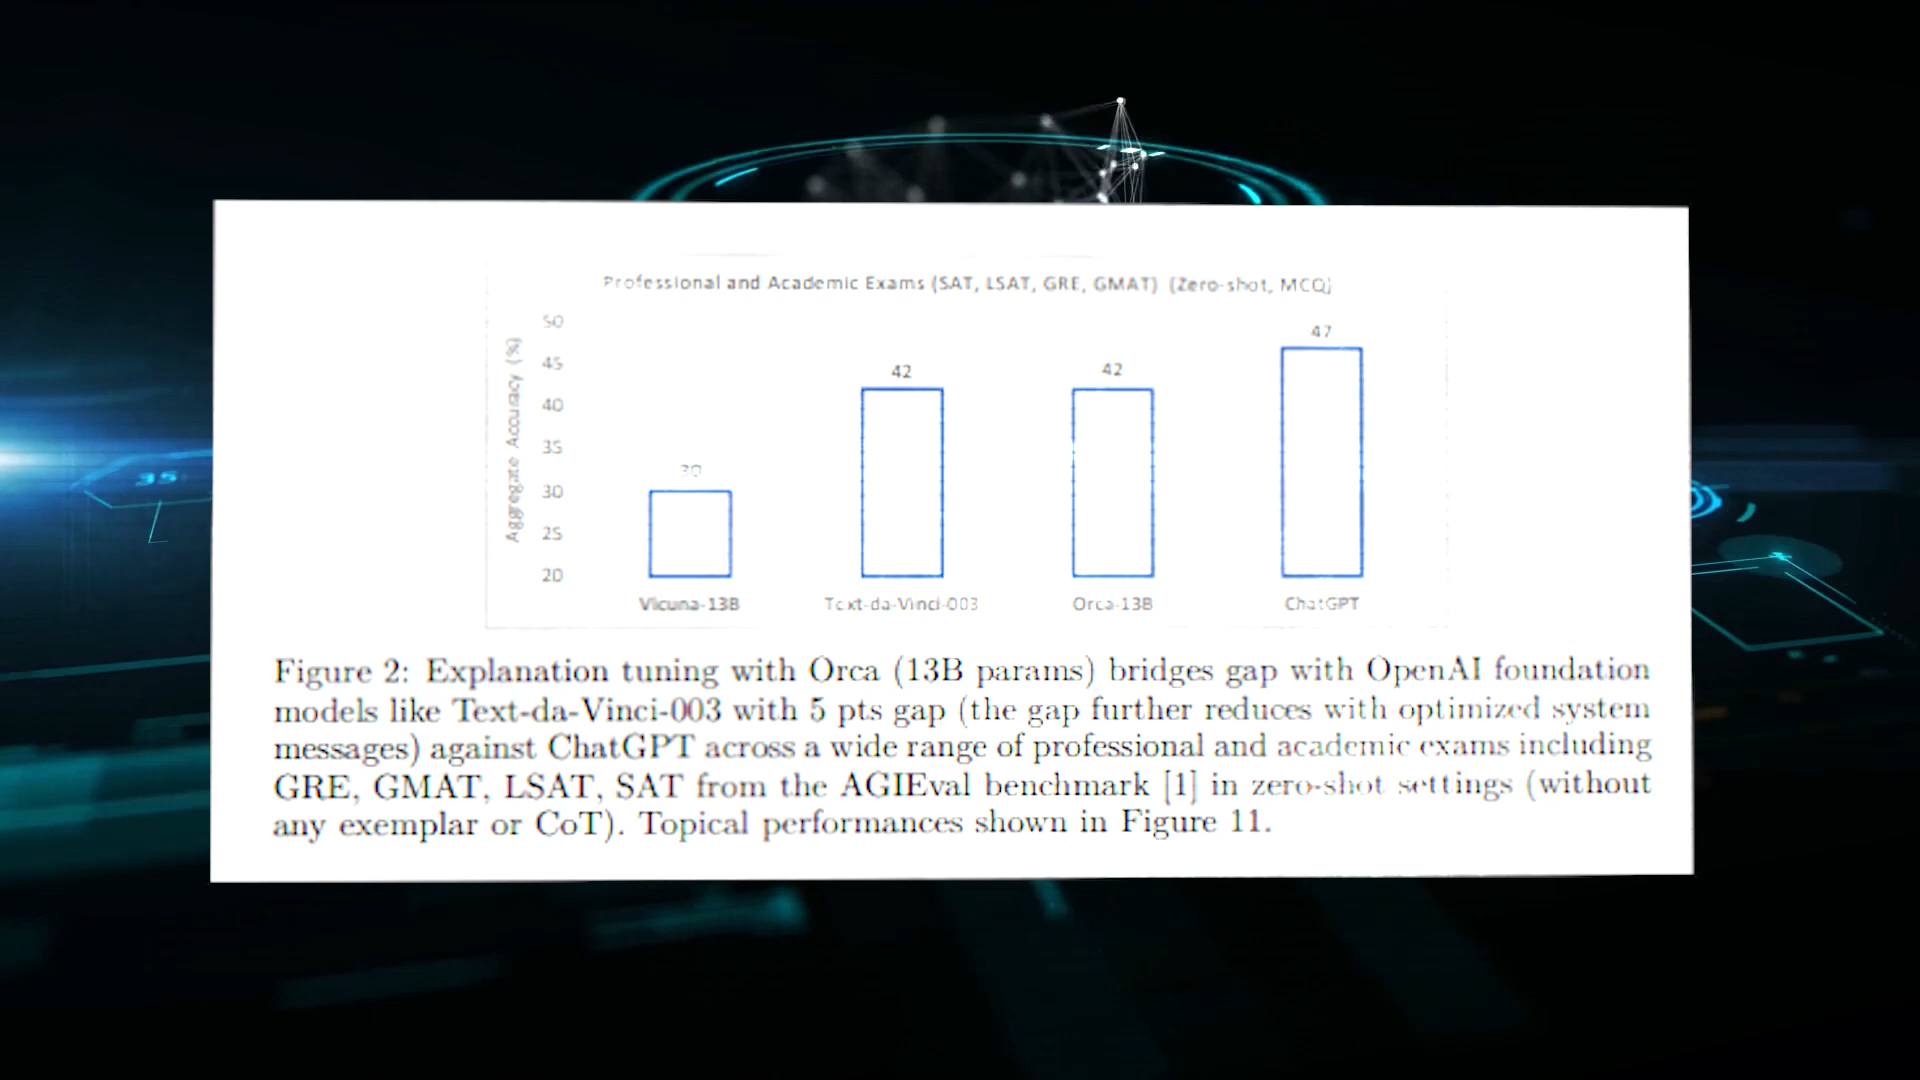 Professional and Academic Exams (SAT, LSAT, GRE, GMAT) (Zero-shot, MCQ)
50
45
40
35
30
25
20
Aggregate Accuracy (%)
30
42
42
47
Vicuna-13B
Text-da-Vinci-003
Orca-13B
ChatGPT
35
Figure 2: Explanation tuning with Orca (13B params) bridges gap with OpenAI foundation
models like Text-da-Vinci-003 with 5 pts gap (the gap further reduces with optimized system
messages) against ChatGPT across a wide range of professional and academic exams including
GRE, GMAT, LSAT, SAT from the AGIEval benchmark [1] in zero-shot settings (without
any exemplar or CoT). Topical performances shown in Figure 11.